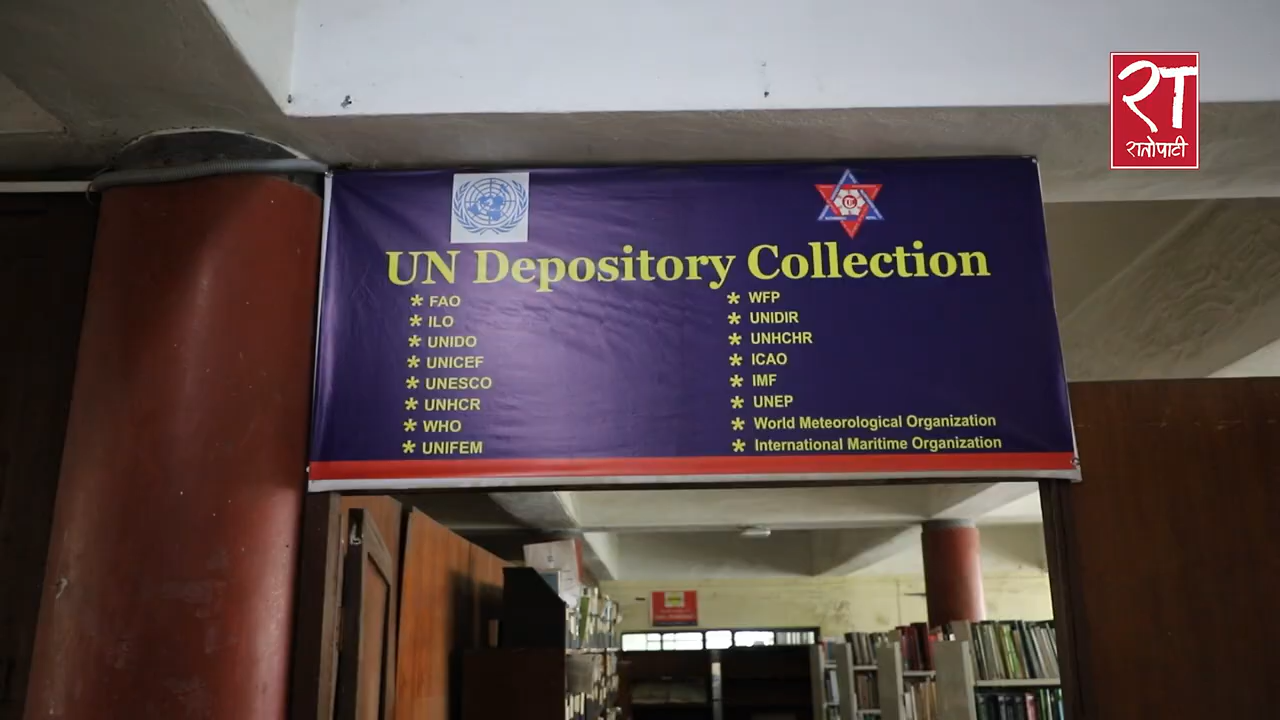 रा
रातोपाटी
UN Depository Collection
* FAO
* ILO
* UNIDO
* UNICEF
* UNESCO
* UNHCR
* WHO
* UNIFEM
* WFP
* UNIDIR
* UNHCHR
* ICAO
* IMF
* UNEP
* World Meteorological Organization
* International Maritime Organization